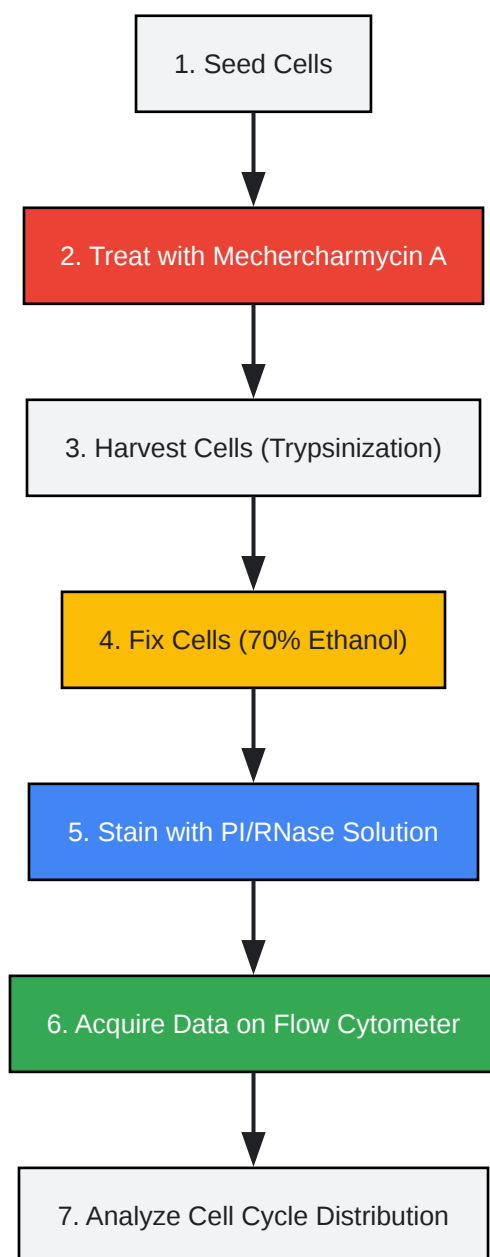 1. Seed Cells
2. Treat with Mechercharmycin A
3. Harvest Cells (Trypsinization)
4. Fix Cells (70% Ethanol)
5. Stain with PI/RNase Solution
6. Acquire Data on Flow Cytometer
7. Analyze Cell Cycle Distribution